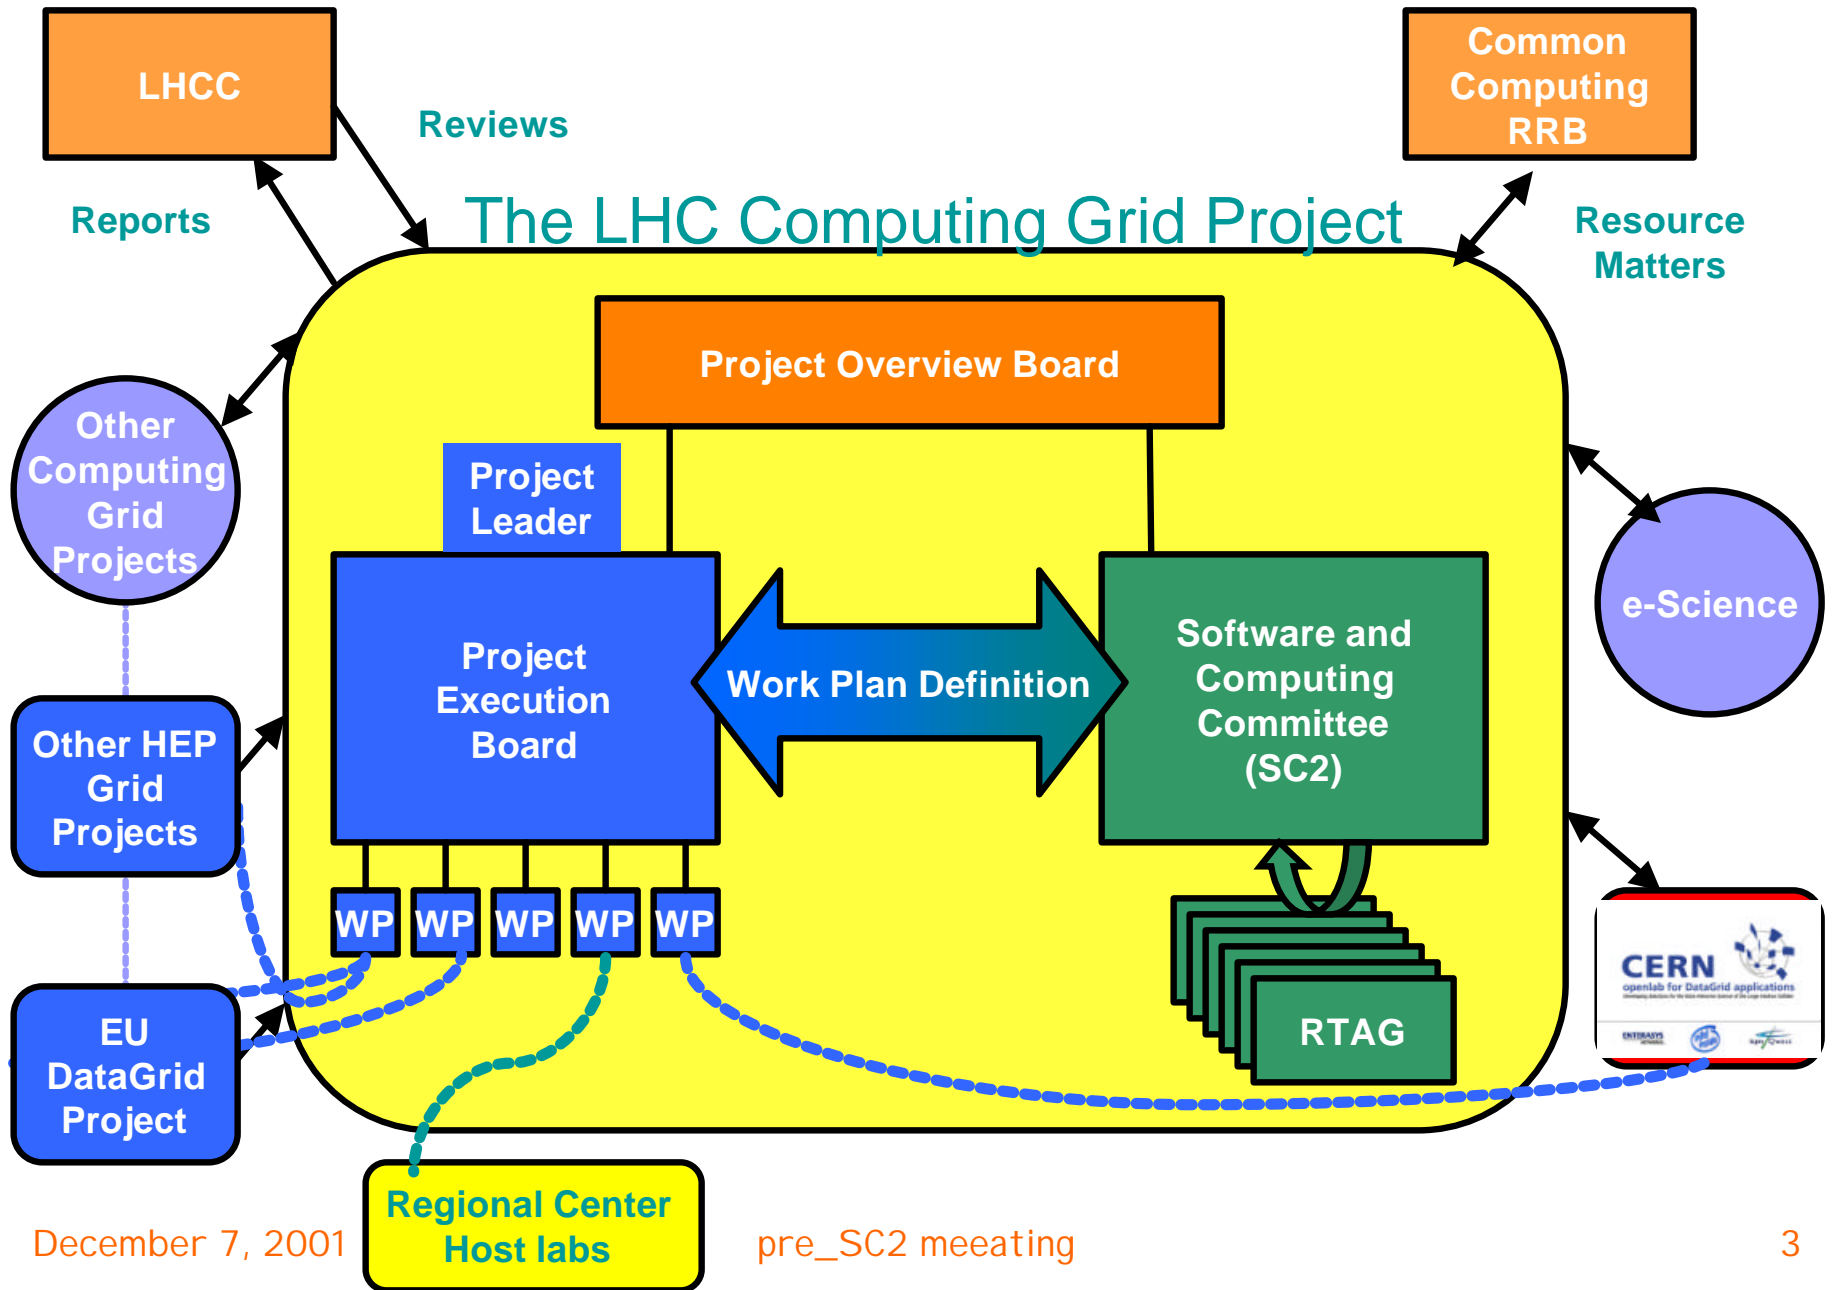 LHCC
Common
Computing
RRB
Reviews
Reports
The LHC Computing Grid Project
Resource
Matters
Project Overview Board
Other
Computing
Grid
Projects
Project
Leader
e-Science
Project
Execution
Board
Work Plan Definition
Software and
Computing
Committee
(SC2)
Other HEP
Grid
Projects
WP
WP
WP
WP
WP
CERN
openlab for DataGrid applications
ENTERASYS
RTAG
EU
DataGrid
Project
Regional Center
Host labs
December 7, 2001
pre_SC2 meeating
3